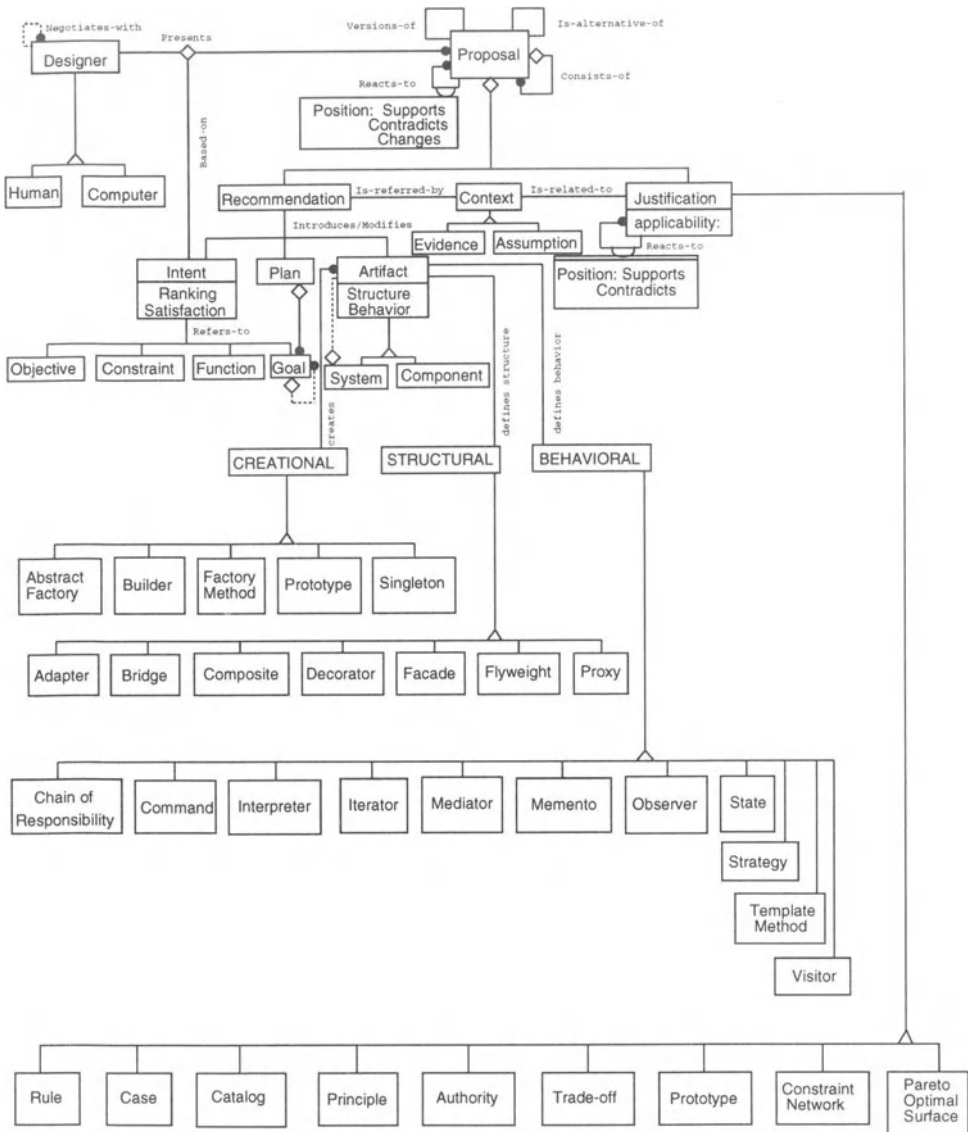 Negotiates-with
Presents
Versions-of
Is-alternative-of
Designer
Proposal
Reacts-to
Consists-of
Position: Supports
Contradicts
Changes
Based-on
Human
Computer
Recommendation
Is-referred-by
Context
Is-related-to
Justification
applicability:
Introduces/Modifies
Evidence
Assumption
Reacts-to
Intent
Ranking
Satisfaction
Plan
Artifact
Structure
Behavior
Position: Supports
Contradicts
Refers-to
Objective
Constraint
Function
Goal
System
Component
creates
defines structure
defines behavior
CREATIONAL
STRUCTURAL
BEHAVIORAL
Abstract
Factory
Builder
Factory
Method
Prototype
Singleton
Adapter
Bridge
Composite
Decorator
Facade
Flyweight
Proxy
Chain of
Responsibility
Command
Interpreter
Iterator
Mediator
Memento
Observer
State
Strategy
Template
Method
Visitor
Rule
Case
Catalog
Principle
Authority
Trade-off
Prototype
Constraint
Network
Pareto
Optimal
Surface